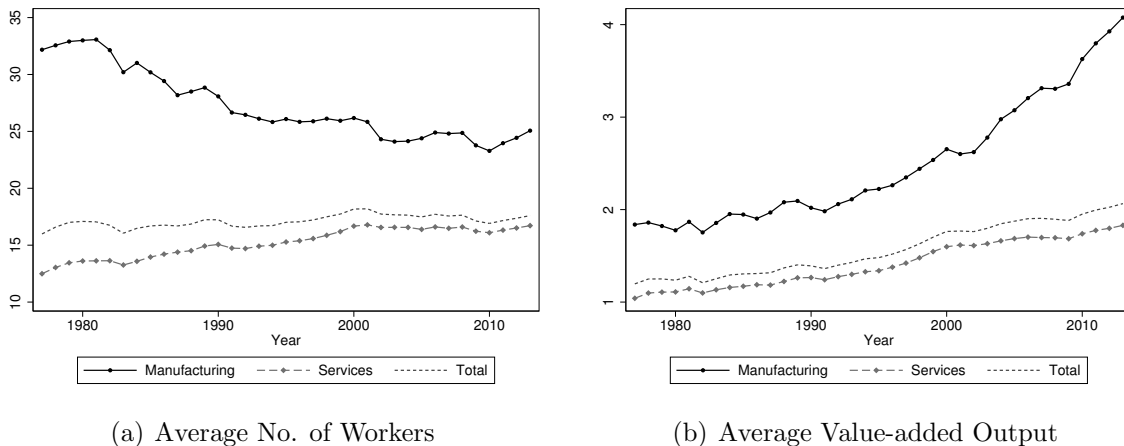 35
30
25
20
15
10
1980 1990 2000 2010
Year
Manufacturing Services Total
(a) Average No. of Workers
4
3
2
1
1980 1990 2000 2010
Year
Manufacturing Services Total
(b) Average Value-added Output